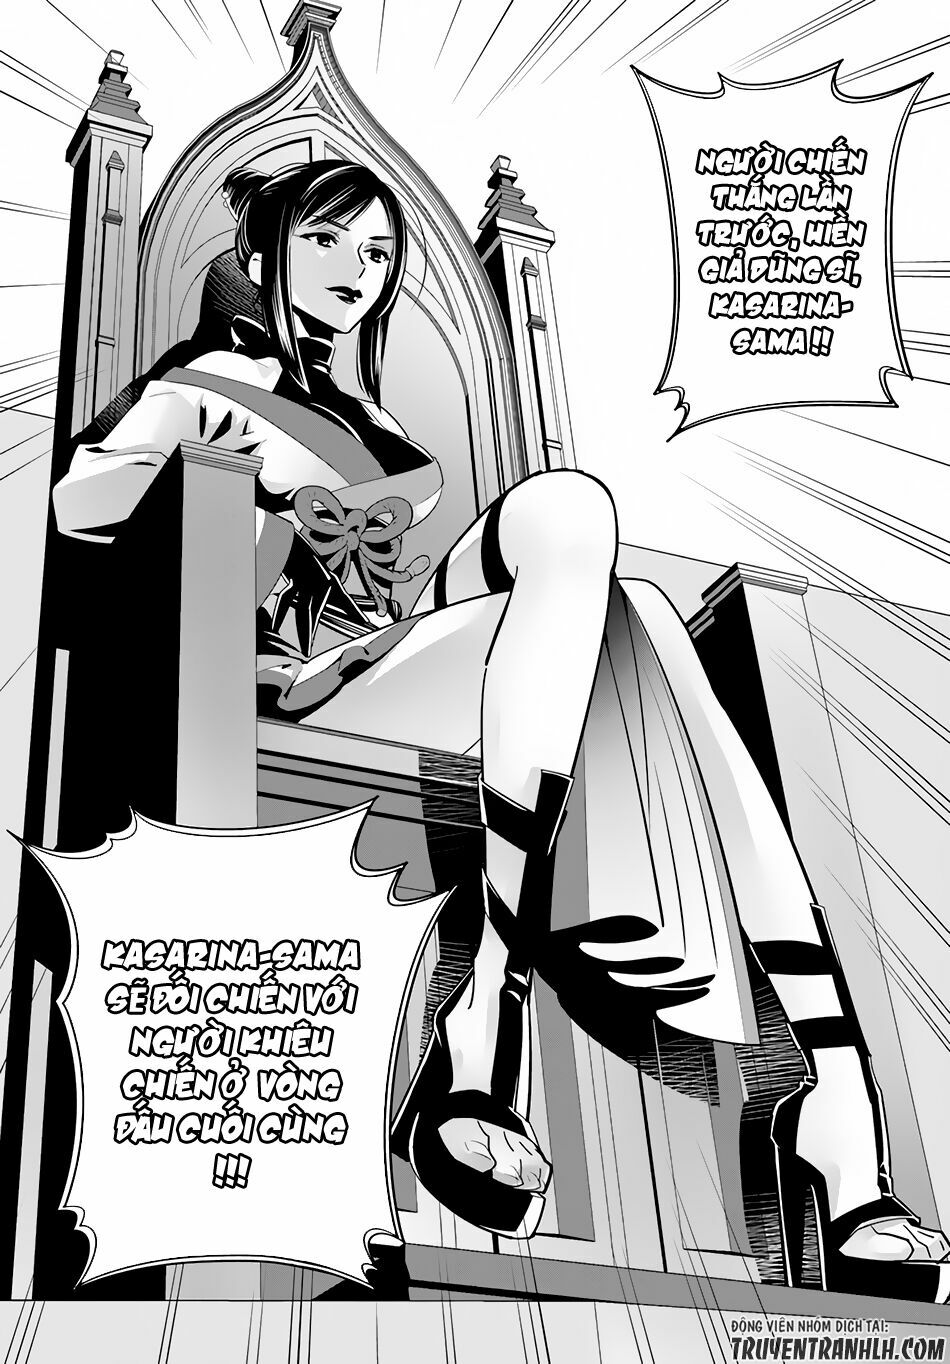 NGƯỜI CHIẾN
THẮNG LẦN
TRƯỚC, HIỀN
GIẢ DŨNG SĨ,
KASARINA-
SAMA !!
KASARINA-SAMA
SẼ ĐỐI CHIẾN VỚI
NGƯỜI KHIÊU
CHIẾN Ở VÒNG
ĐẤU CUỐI CÙNG
!!!
ĐỘNG VIÊN NHÓM DỊCH TẠI:
TRUYENTRANHLH.COM